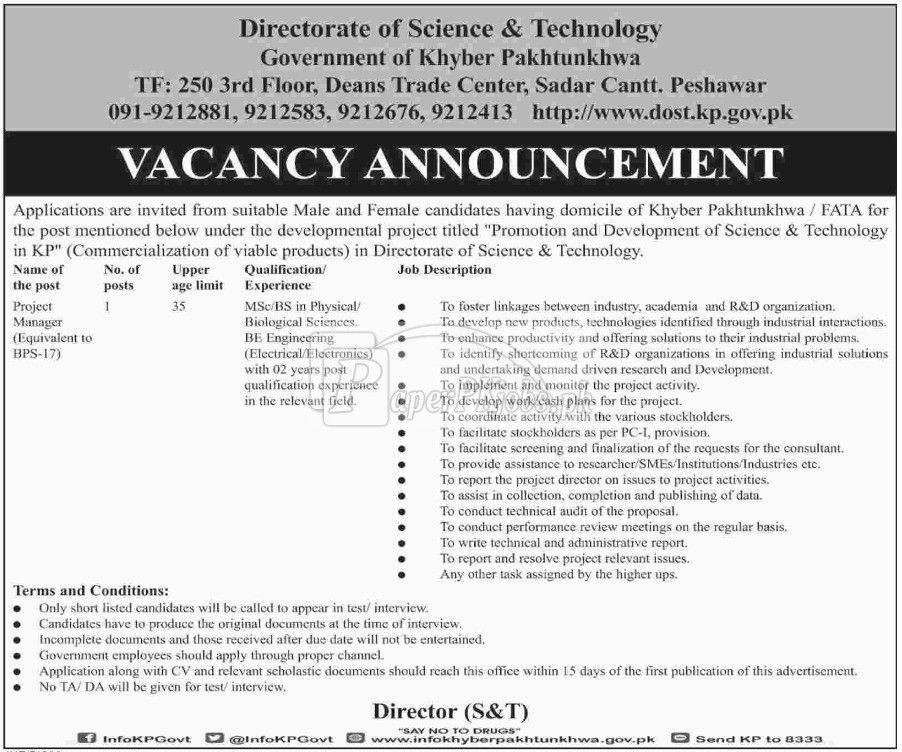 Directorate of Science & Technology
Government of Khyber Pakhtunkhwa
TF: 250 3rd Floor, Deans Trade Center, Sadar Cantt. Peshawar
091-9212881, 9212583, 9212676, 9212413 http://www.dost.kp.gov.pk
VACANCY ANNOUNCEMENT
Applications are invited from suitable Male and Female candidates having domicile of Khyber Pakhtunkhwa / FATA for
the post mentioned below under the developmental project titled "Promotion and Development of Science & Technology
in KP" (Commercialization of viable products) in Directorate of Science & Technology.
Name of the post
No. of posts
Upper age limit
Qualification/ Experience
Job Description
Project
Manager
(Equivalent to
BPS-17)
1
35
MSc/BS in Physical/
Biological Sciences.
BE Engineering
(Electrical/Electronics)
with 02 years post
qualification experience
in the relevant field.
● To foster linkages between industry, academia and R&D organization.
● To develop new products, technologies identified through industrial interactions.
● To enhance productivity and offering solutions to their industrial problems.
● To identify shortcoming of R&D organizations in offering industrial solutions
and undertaking demand driven research and Development.
● To implement and monitor the project activity.
● To develop work/cash plans for the project.
● To coordinate activity with the various stockholders.
● To facilitate stockholders as per PC-I, provision.
● To facilitate screening and finalization of the requests for the consultant.
● To provide assistance to researcher/SMEs/Institutions/Industries etc.
● To report the project director on issues to project activities.
● To assist in collection, completion and publishing of data.
● To conduct technical audit of the proposal.
● To conduct performance review meetings on the regular basis.
● To write technical and administrative report.
● To report and resolve project relevant issues.
● Any other task assigned by the higher ups.
PaperPkjobs.pk
Terms and Conditions:
● Only short listed candidates will be called to appear in test/ interview.
● Candidates have to produce the original documents at the time of interview.
● Incomplete documents and those received after due date will not be entertained.
● Government employees should apply through proper channel.
● Application along with CV and relevant scholastic documents should reach this office within 15 days of the first publication of this advertisement.
● No TA/ DA will be given for test/ interview.
Director (S&T)
"SAY NO TO DRUGS"
InfoKPGovt @InfoKPGovt www.infokhyberpakhtunkhwa.gov.pk Send KP to 8333